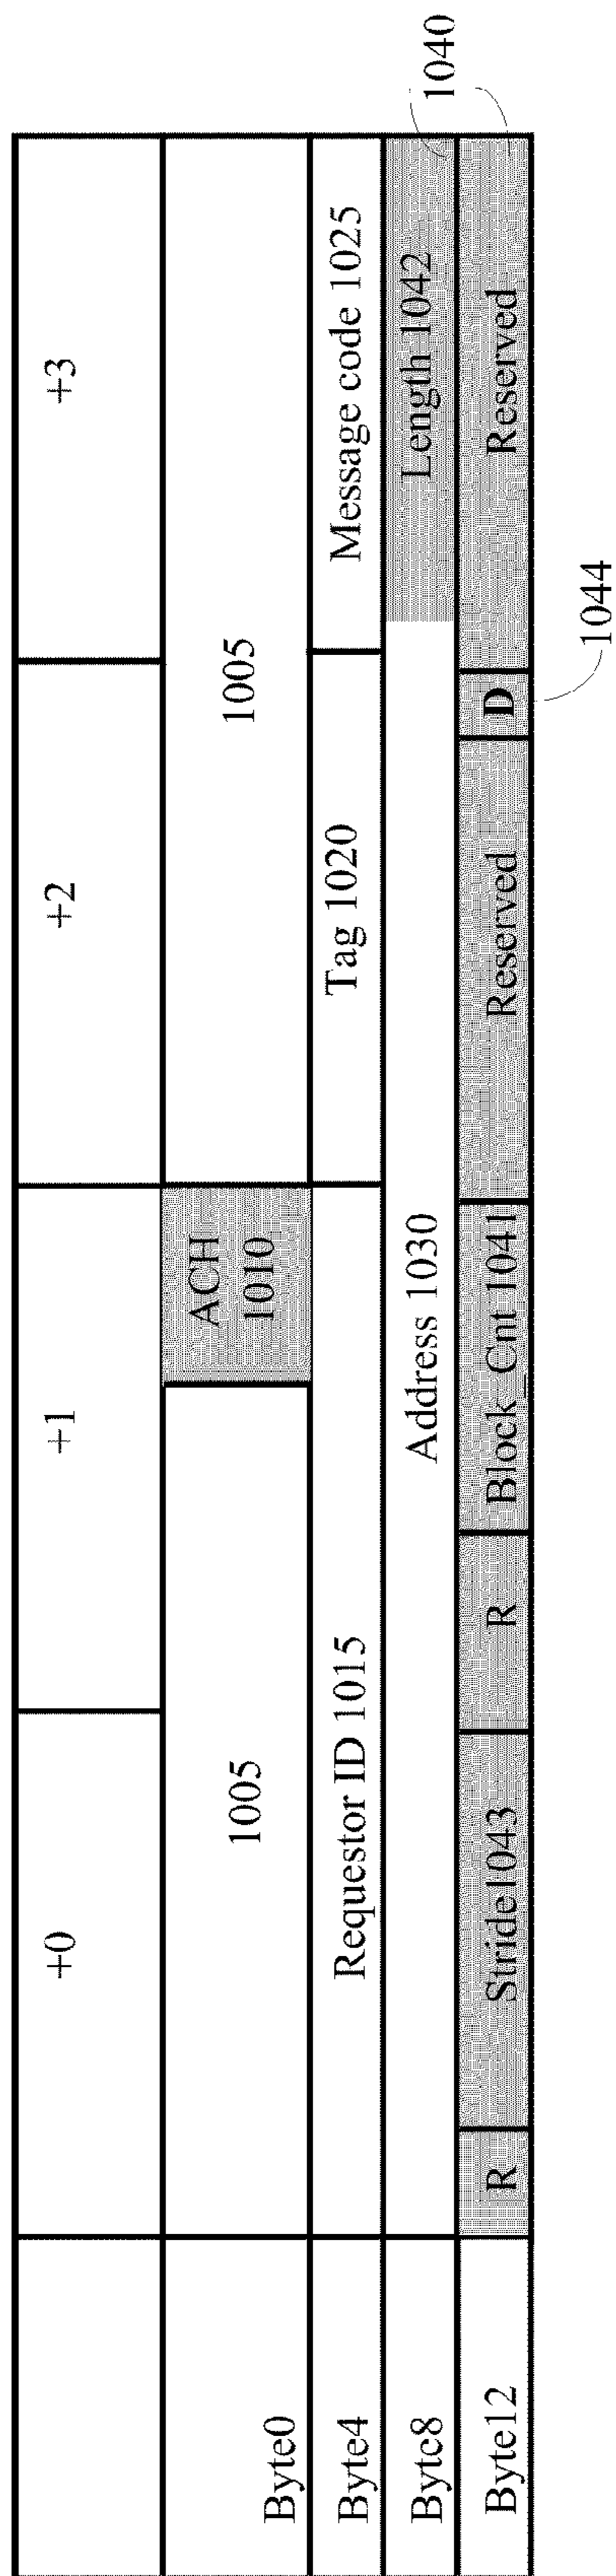 +0
+1
+2
+3
1040
Byte0
1005
ACH
1010
1005
Byte4
Requestor ID 1015
Tag 1020
Message code 1025
Byte8
Address 1030
Length 1042
Byte12
R
Stride1043
R
Block_Cnt 1041
Reserved
D
Reserved
1044